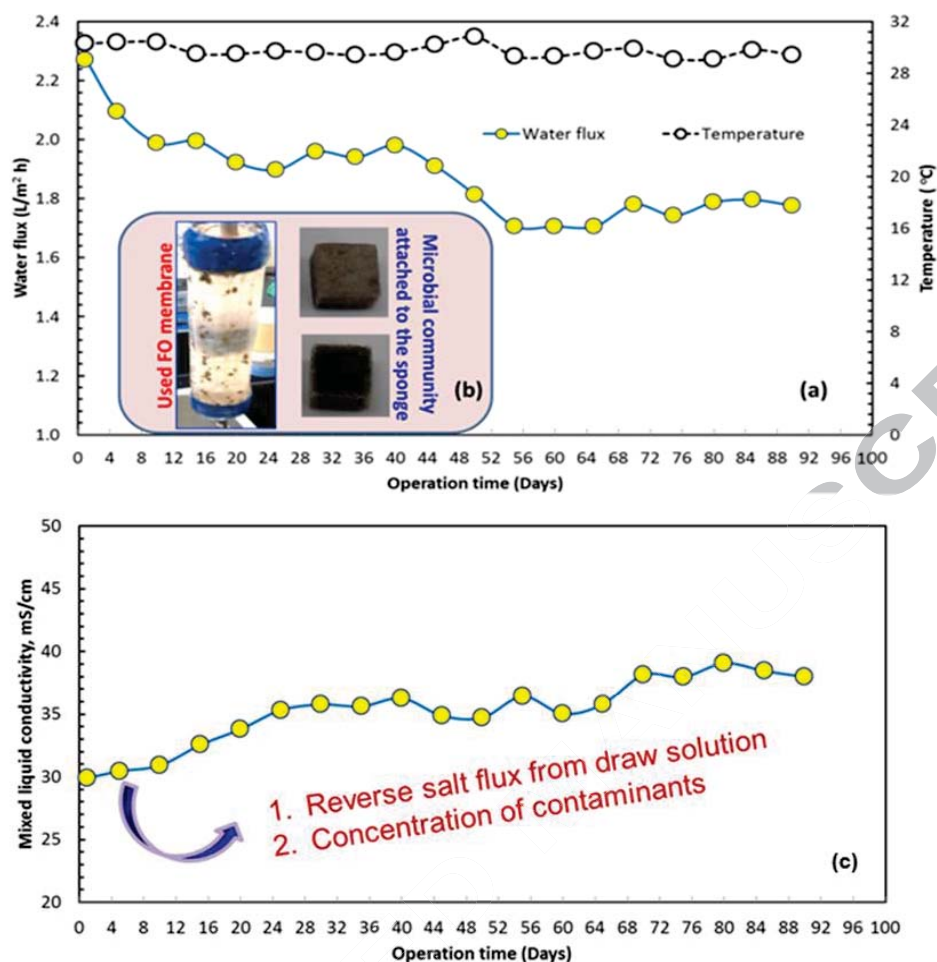 2.4
2.2
2.0
1.8
1.6
1.4
1.2
1.0
Water flux (L/m² h)
32
28
24
20
16
12
8
4
0
Temperature (°C)
Water flux
Temperature
Used FO membrane
Microbial community
attached to the sponge
(b)
(a)
0 4 8 12 16 20 24 28 32 36 40 44 48 52 56 60 64 68 72 76 80 84 88 92 96 100
Operation time (Days)
50
45
40
35
30
25
20
Mixed liquid conductivity, mS/cm
1. Reverse salt flux from draw solution
2. Concentration of contaminants
(c)
0 4 8 12 16 20 24 28 32 36 40 44 48 52 56 60 64 68 72 76 80 84 88 92 96 100
Operation time (Days)